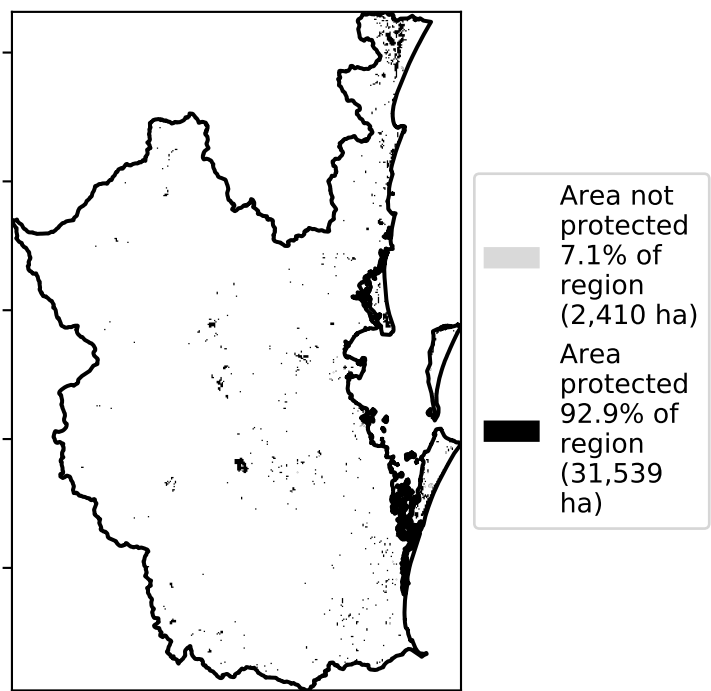 Area not
protected
7.1% of
region
(2,410 ha)
Area
protected
92.9% of
region
(31,539
ha)